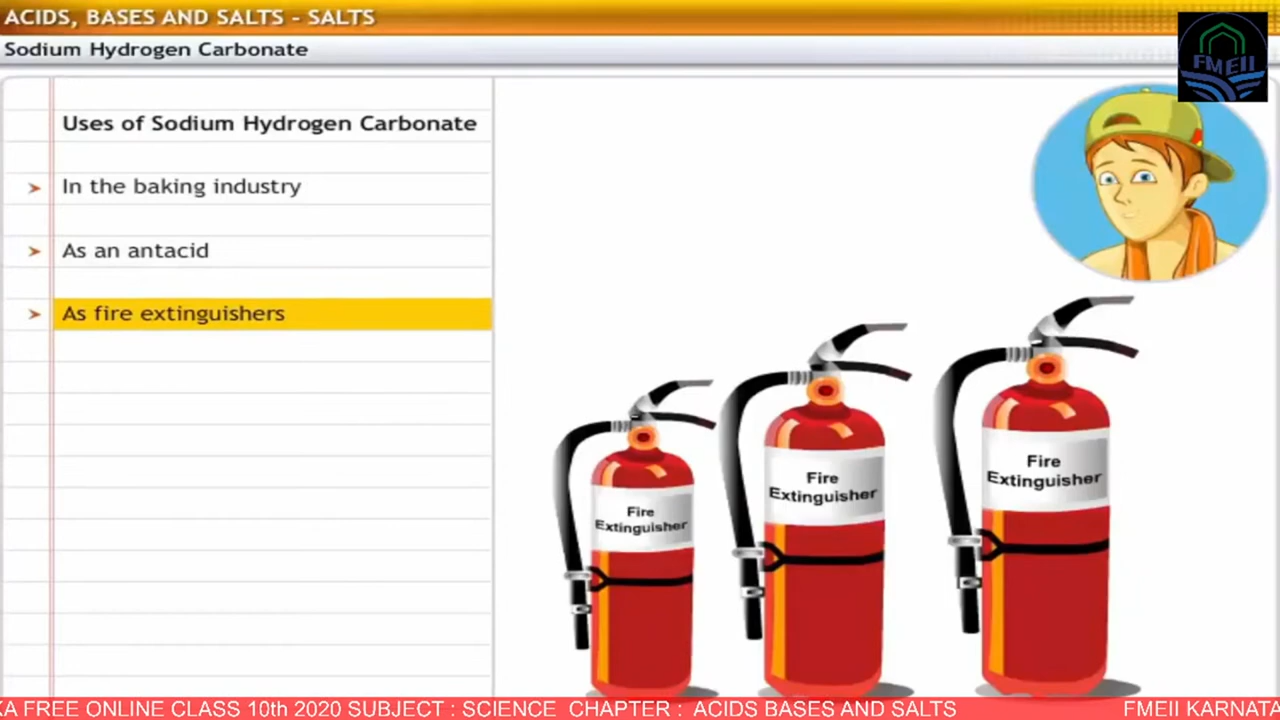 ACIDS, BASES AND SALTS - SALTS
Sodium Hydrogen Carbonate
FMEII
Uses of Sodium Hydrogen Carbonate
In the baking industry
As an antacid
As fire extinguishers
Fire
Extinguisher
Fire
Extinguisher
Fire
Extinguisher
KA FREE ONLINE CLASS 10th 2020 SUBJECT : SCIENCE CHAPTER : ACIDS BASES AND SALTS FMEII KARNATA